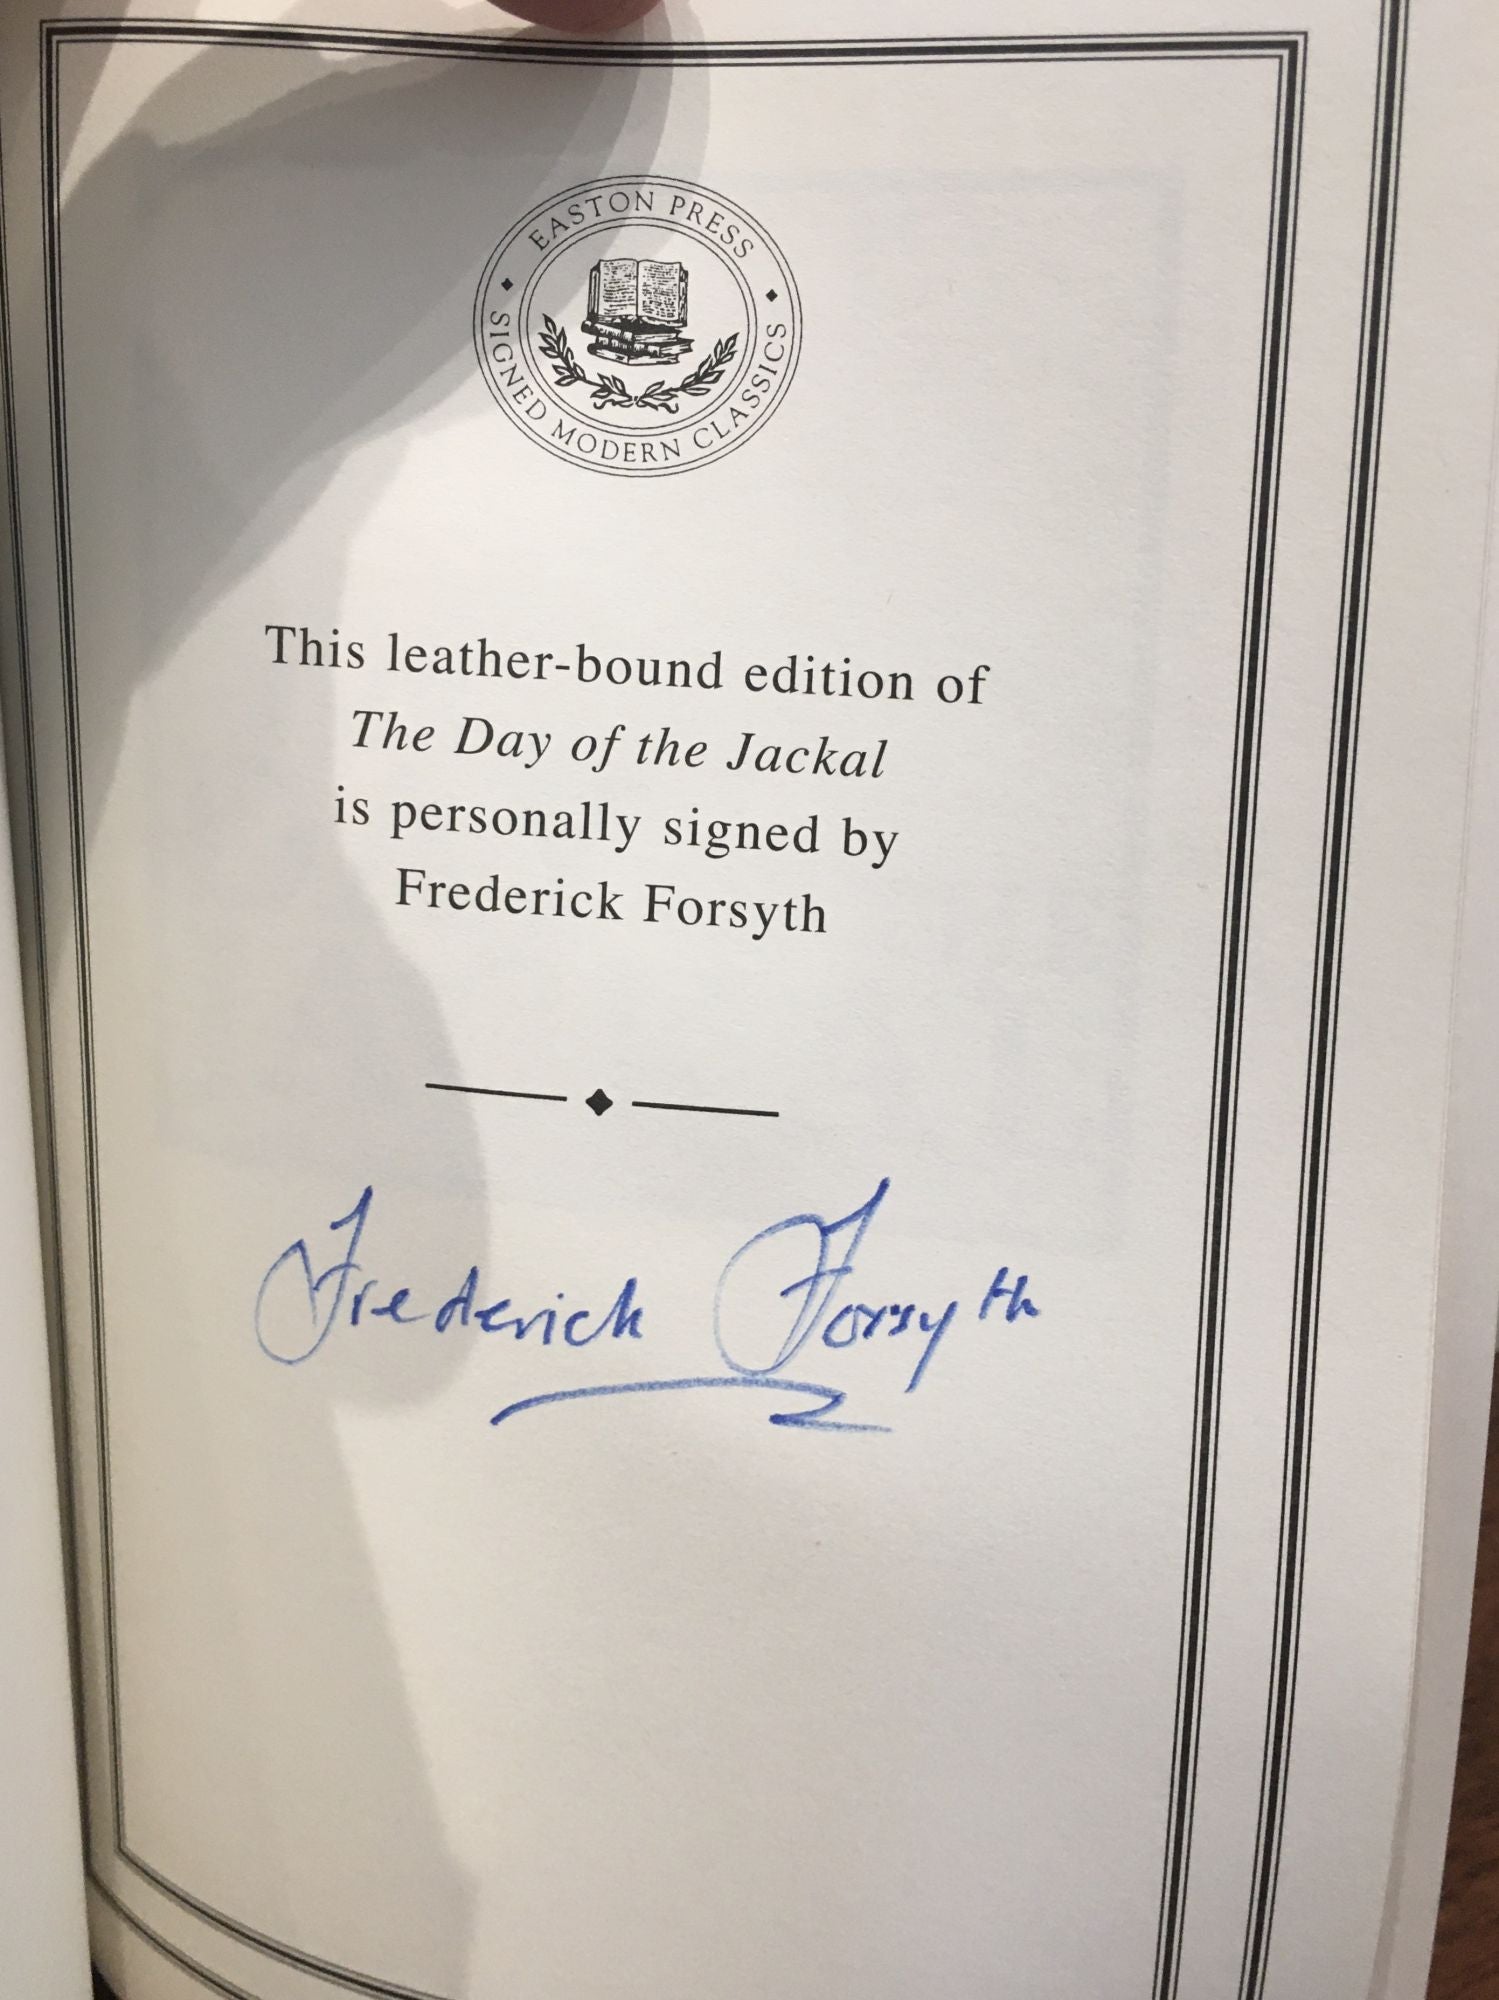 EASTON PRESS
SIGNED MODERN CLASSICS
This leather-bound edition of
The Day of the Jackal
is personally signed by
Frederick Forsyth
Frederick Forsyth